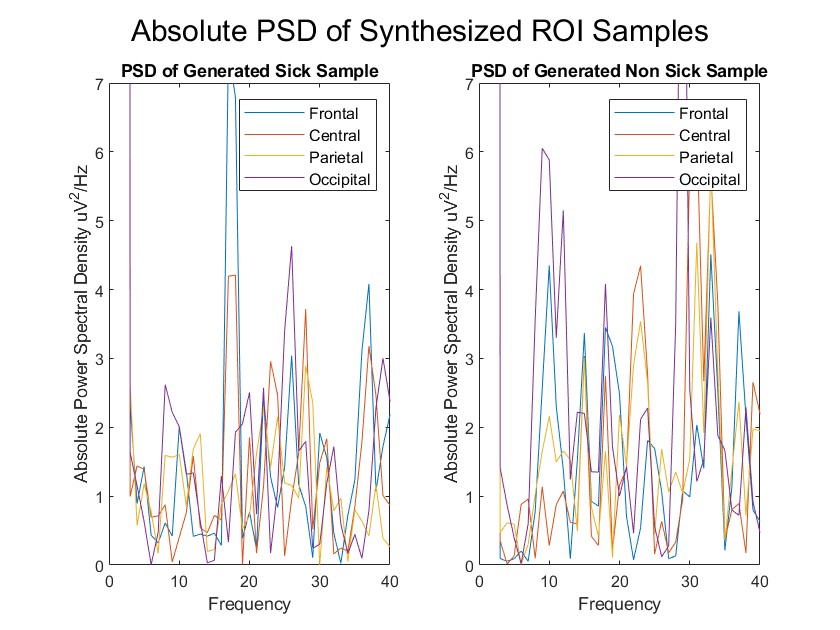 Absolute PSD of Synthesized ROI Samples
PSD of Generated Sick Sample
Absolute Power Spectral Density uV²/Hz
7
6
5
4
3
2
1
0
0 10 20 30 40
Frequency
Frontal
Central
Parietal
Occipital
PSD of Generated Non Sick Sample
Absolute Power Spectral Density uV²/Hz
7
6
5
4
3
2
1
0
0 10 20 30 40
Frequency
Frontal
Central
Parietal
Occipital